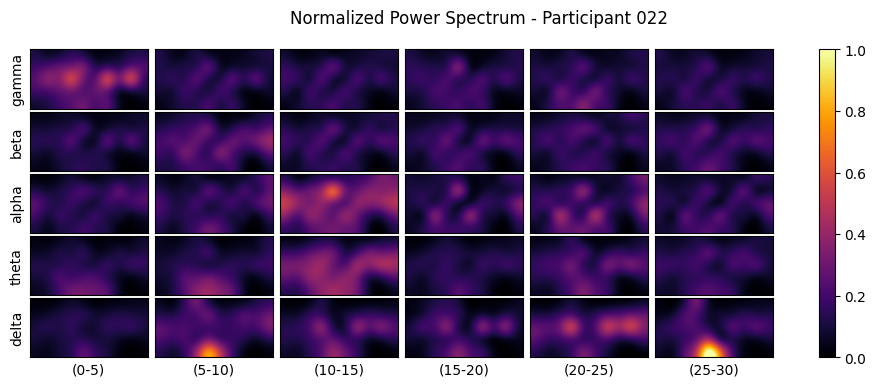 Normalized Power Spectrum - Participant 022
gamma
beta
alpha
theta
delta
(0-5) (5-10) (10-15) (15-20) (20-25) (25-30)
1.0
0.8
0.6
0.4
0.2
0.0